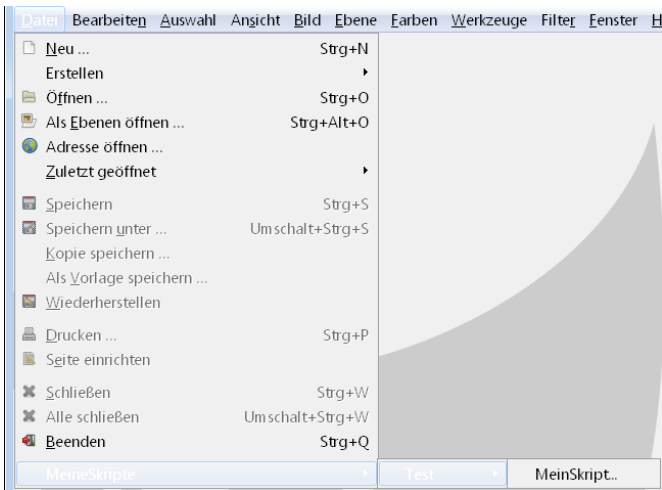 Datei Bearbeiten Auswahl Ansicht Bild Ebene Farben Werkzeuge Filter Fenster H
Neu ... Strg+N
Erstellen
Öffnen ... Strg+O
Als Ebenen öffnen ... Strg+Alt+O
Adresse öffnen ...
Zuletzt geöffnet
Speichern Strg+S
Speichern unter ... Umschalt+Strg+S
Kopie speichern ...
Als Vorlage speichern ...
Wiederherstellen
Drucken ... Strg+P
Seite einrichten
Schließen Strg+W
Alle schließen Umschalt+Strg+W
Beenden Strg+Q
MeineSkripte Test MeinSkript...